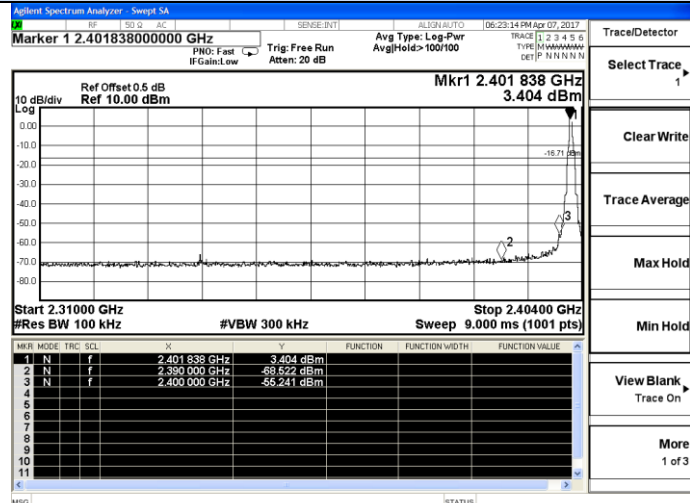 Agilent Spectrum Analyzer - Swept SA
RF 50 Ω AC SENSE:INT ALIGN AUTO 06:23:14 PM Apr 07, 2017
Marker 1 2.401838000000 GHz
PNO: Fast
IFGain:Low
Trig: Free Run
Atten: 20 dB
Avg Type: Log-Pwr
Avg|Hold:>100/100
TRACE 1 2 3 4 5 6
TYPE M
DET P N N N N N
Ref Offset 0.5 dB
10 dB/div Ref 10.00 dBm
Log
Mkr1 2.401 838 GHz
3.404 dBm
0.00
-10.0
-20.0
-30.0
-40.0
-50.0
-60.0
-70.0
-80.0
1
-16.71 dBm
3
2
Start 2.31000 GHz Stop 2.40400 GHz
#Res BW 100 kHz #VBW 300 kHz Sweep 9.000 ms (1001 pts)
MKR MODE TRC SCL X Y FUNCTION FUNCTION WIDTH FUNCTION VALUE
1 N f 2.401 838 GHz 3.404 dBm
2 N f 2.390 000 GHz -68.522 dBm
3 N f 2.400 000 GHz -55.241 dBm
4
5
6
7
8
9
10
11
MSG STATUS
Trace/Detector
Select Trace
1
Clear Write
Trace Average
Max Hold
Min Hold
View Blank
Trace On
More
1 of 3